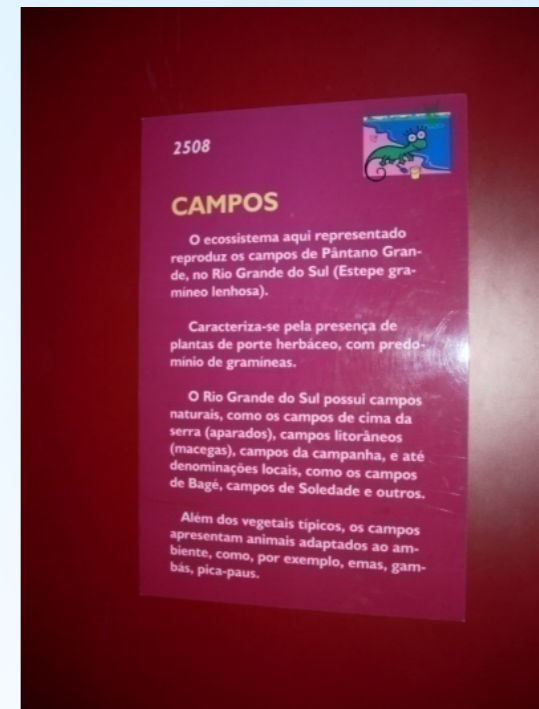 2508
CAMPOS
O ecossistema aqui representado
reproduz os campos de Pântano Gran-
de, no Rio Grande do Sul (Estepe gra-
míneo lenhosa).
Caracteriza-se pela presença de
plantas de porte herbáceo, com predo-
mínio de gramíneas.
O Rio Grande do Sul possui campos
naturais, como os campos de cima da
serra (aparados), campos litorâneos
(macegas), campos da campanha, e até
denominações locais, como os campos
de Bagé, campos de Soledade e outros.
Além dos vegetais típicos, os campos
apresentam animais adaptados ao am-
biente, como, por exemplo, emas, gam-
bás, pica-paus.